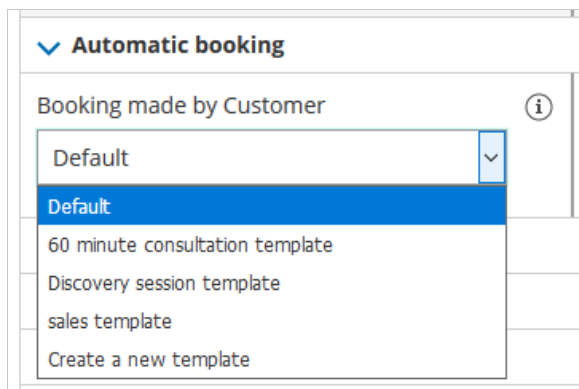 Automatic booking
Booking made by Customer
Default
Default
60 minute consultation template
Discovery session template
sales template
Create a new template